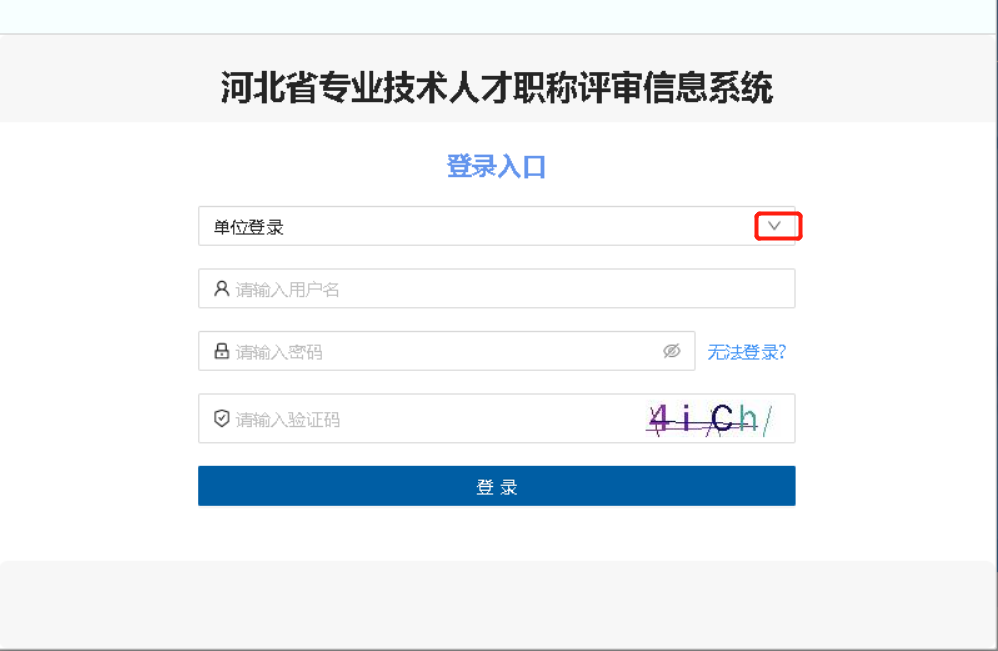 河北省专业技术人才职称评审信息系统
登录入口
单位登录
请输入用户名
请输入密码
无法登录?
请输入验证码
4iCh
登 录